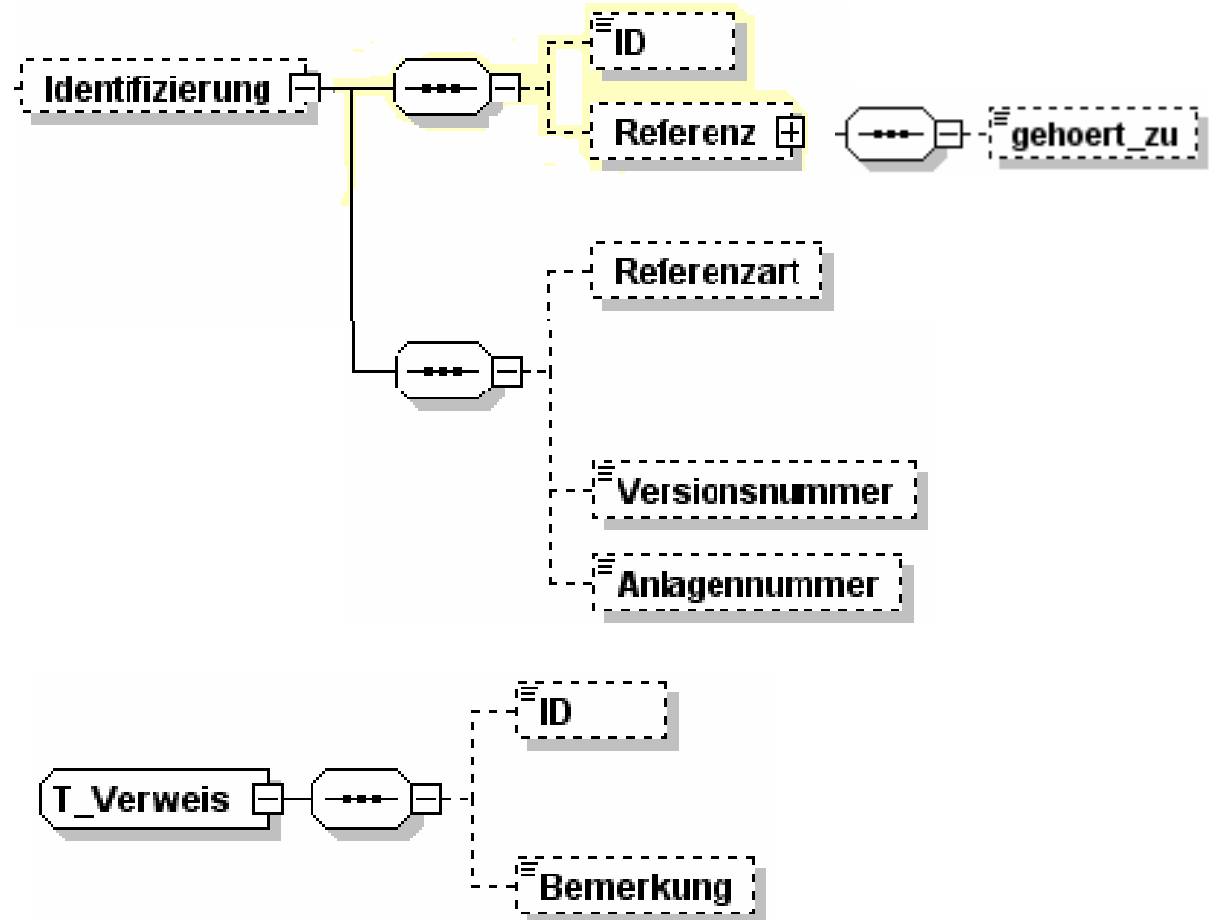 ID
Identifizierung
Referenz
gehoert_zu
Referenzart
Versionsnummer
Anlagennummer
ID
T_Verweis
Bemerkung